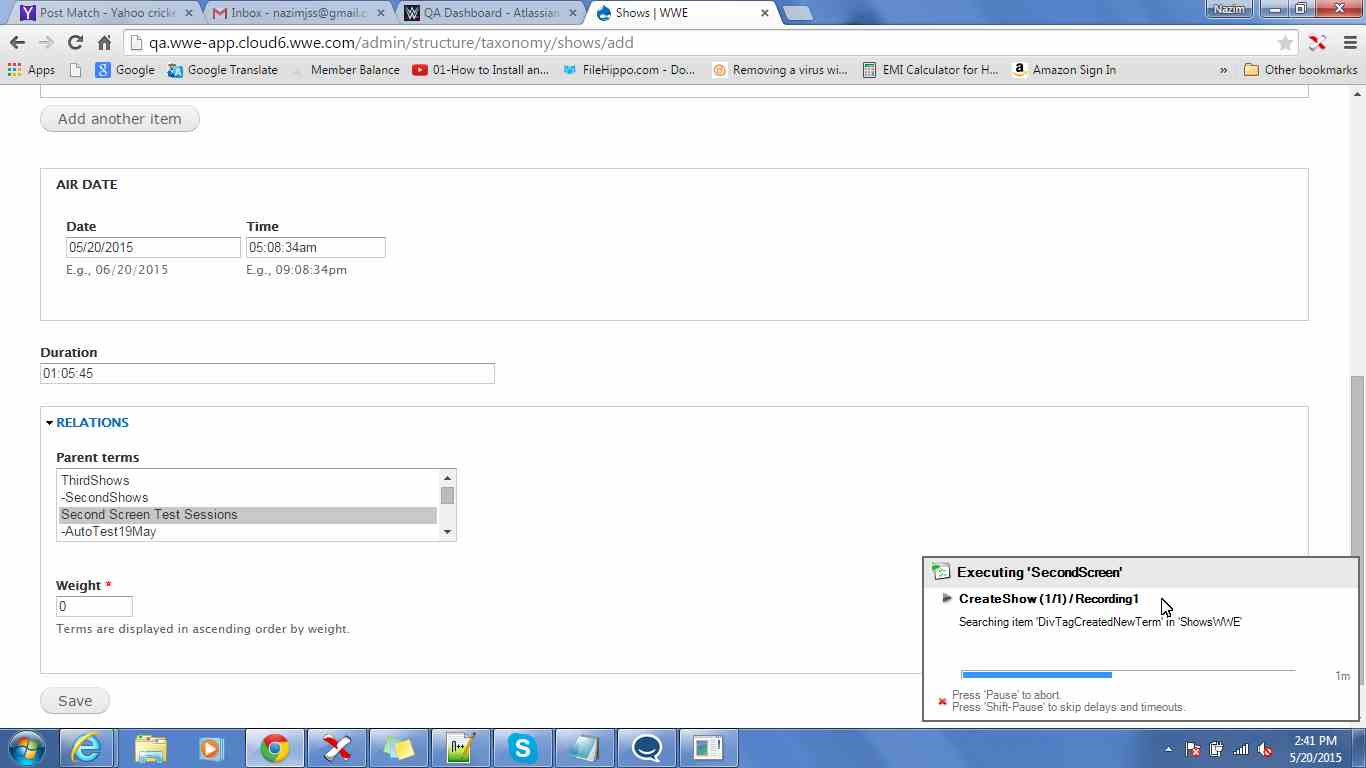 Post Match - Yahoo cricke
Inbox - nazimjss@gmail.c
QA Dashboard - Atlassian
Shows | WWE
Nazim
qa.wwe-app.cloud6.wwe.com/admin/structure/taxonomy/shows/add
Apps
Google
Google Translate
Member Balance
01-How to Install an...
FileHippo.com - Do...
Removing a virus wi...
EMI Calculator for H...
Amazon Sign In
»
Other bookmarks
Add another item
AIR DATE
Date
Time
05/20/2015
05:08:34am
E.g., 06/20/2015
E.g., 09:08:34pm
Duration
01:05:45
RELATIONS
Parent terms
ThirdShows
-SecondShows
Second Screen Test Sessions
-AutoTest19May
Weight *
0
Terms are displayed in ascending order by weight.
Save
Executing 'SecondScreen'
CreateShow (1/1) / Recording1
Searching item 'DivTagCreatedNewTerm' in 'ShowsWWE'
1m
Press 'Pause' to abort.
Press 'Shift-Pause' to skip delays and timeouts.
2:41 PM
5/20/2015